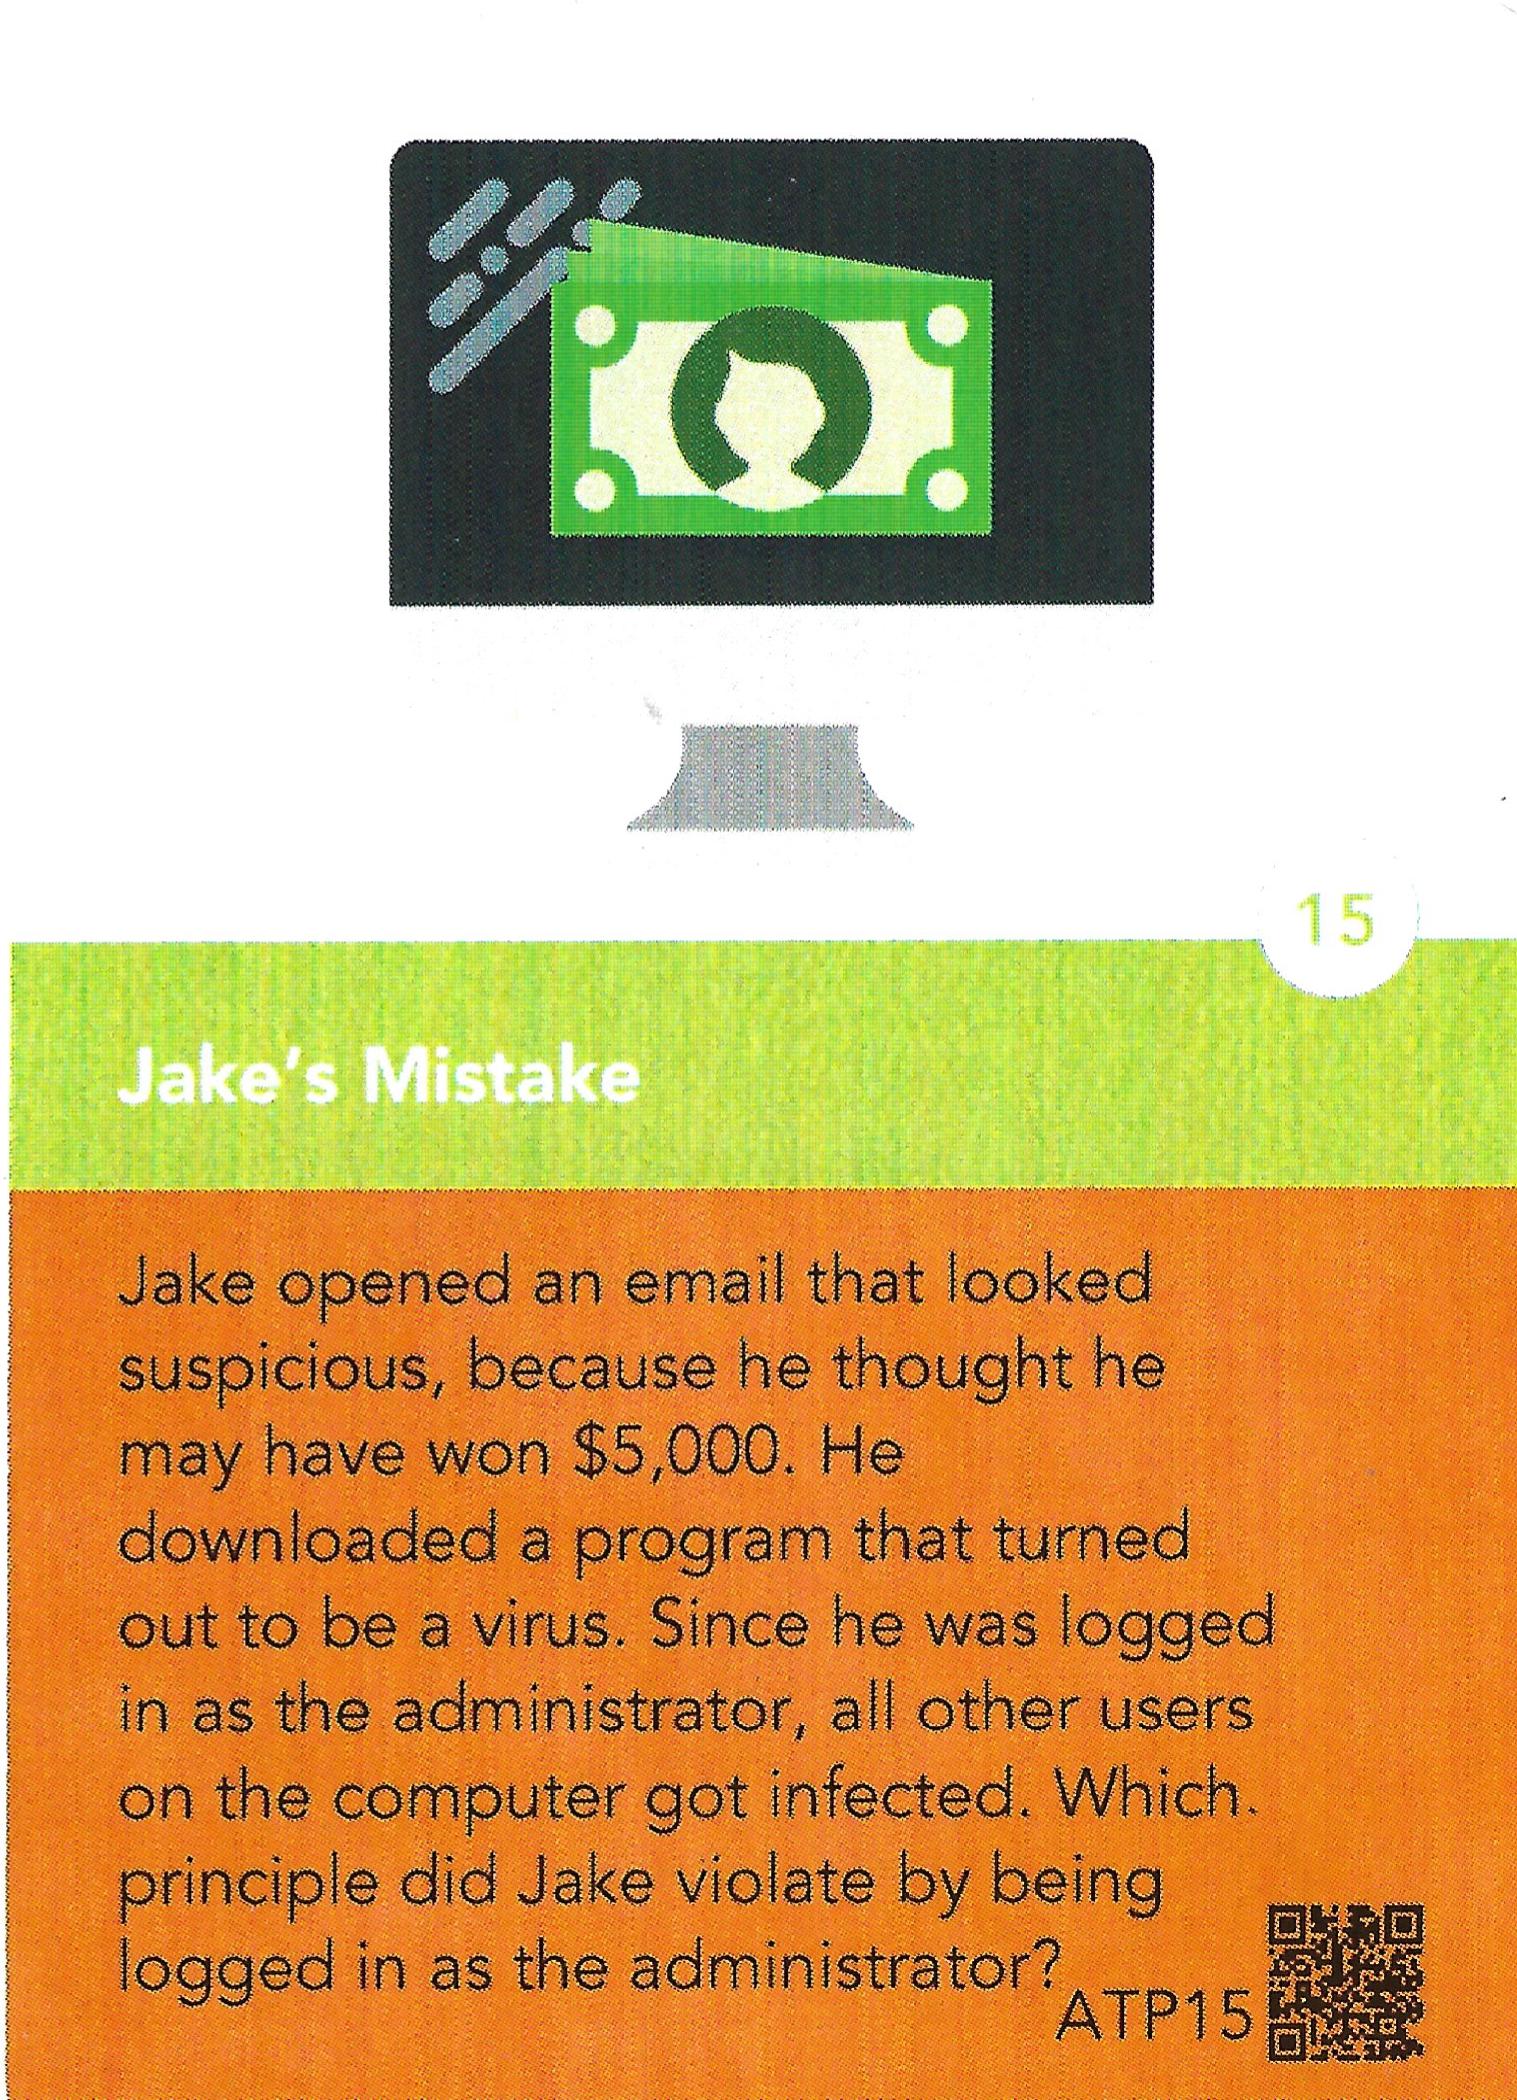 15
Jake's Mistake
Jake opened an email that looked
suspicious, because he thought he
may have won $5,000. He
downloaded a program that turned
out to be a virus. Since he was logged
in as the administrator, all other users
on the computer got infected. Which.
principle did Jake violate by being
logged in as the administrator?
ATP15